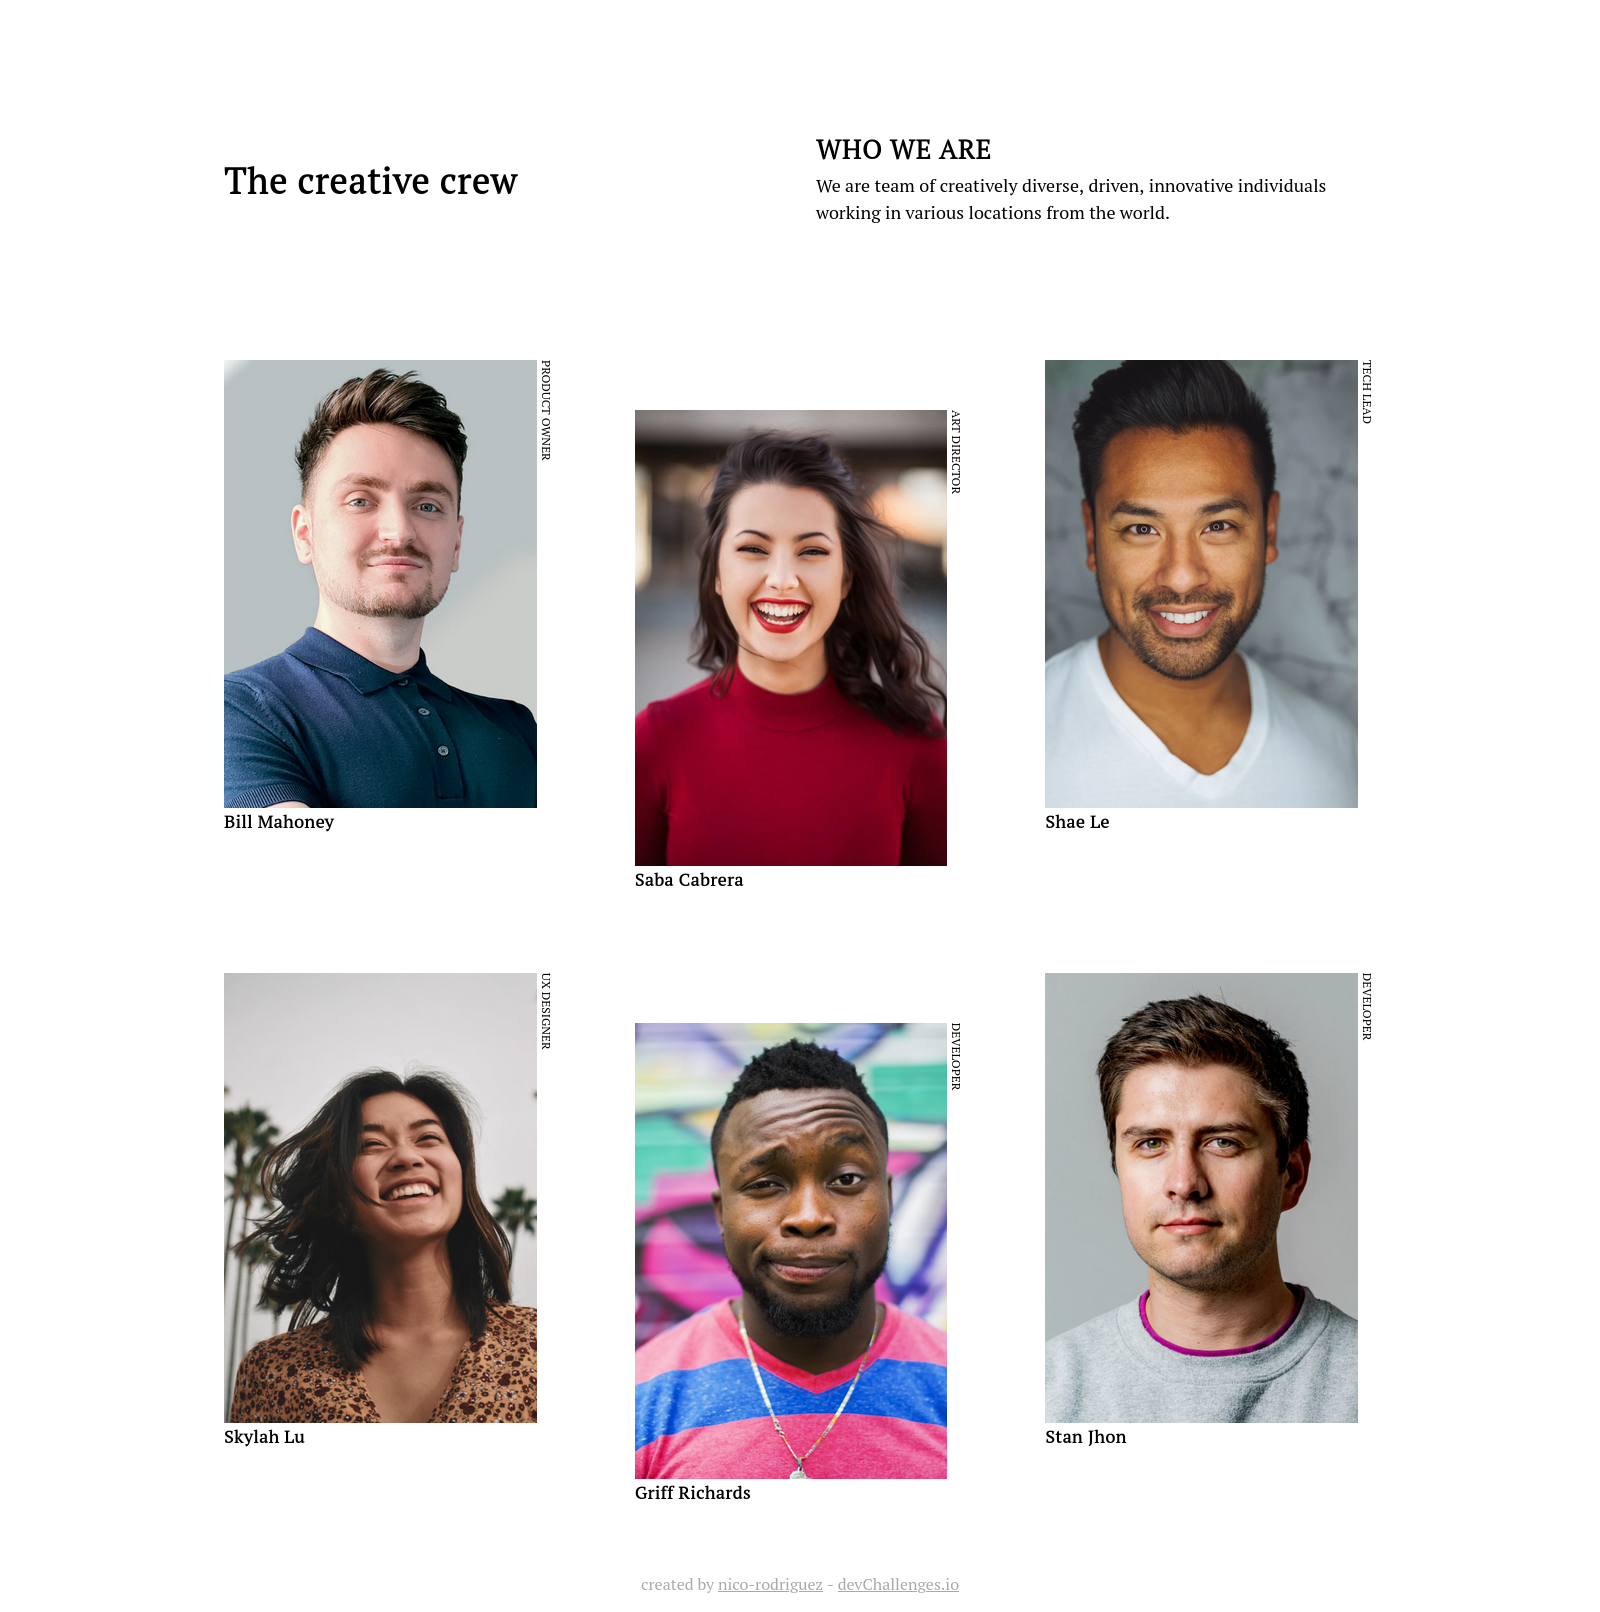 The creative crew
WHO WE ARE
We are team of creatively diverse, driven, innovative individuals
working in various locations from the world.
PRODUCT OWNER
Bill Mahoney
ART DIRECTOR
Saba Cabrera
TECH LEAD
Shae Le
UX DESIGNER
Skylah Lu
DEVELOPER
Griff Richards
DEVELOPER
Stan Jhon
created by nico-rodriguez - devChallenges.io